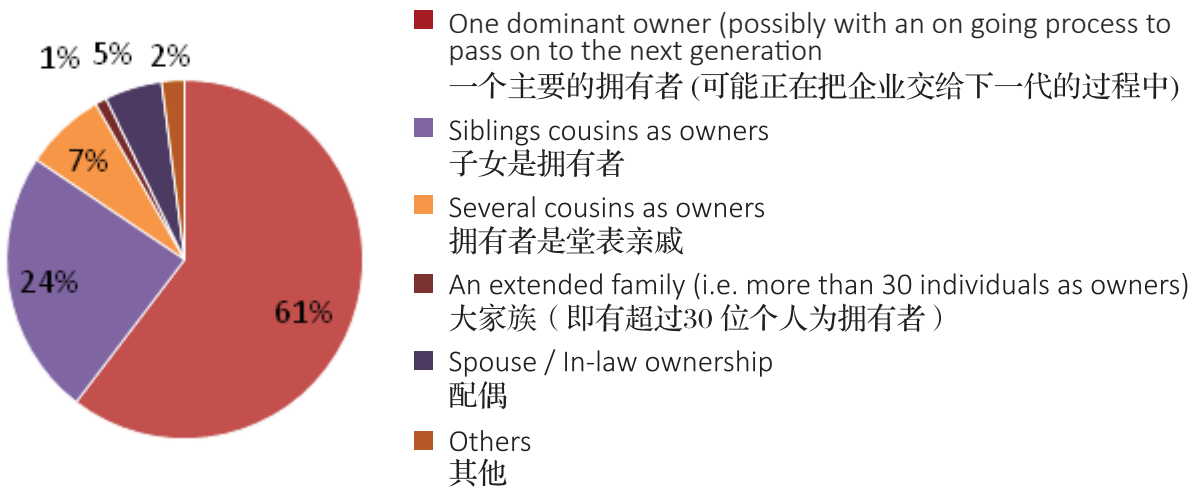 1% 5% 2%
7%
24%
61%
One dominant owner (possibly with an on going process to
pass on to the next generation
一个主要的拥有者 (可能正在把企业交给下一代的过程中)
Siblings cousins as owners
子女是拥有者
Several cousins as owners
拥有者是堂表亲戚
An extended family (i.e. more than 30 individuals as owners)
大家族（即有超过30 位个人为拥有者）
Spouse / In-law ownership
配偶
Others
其他